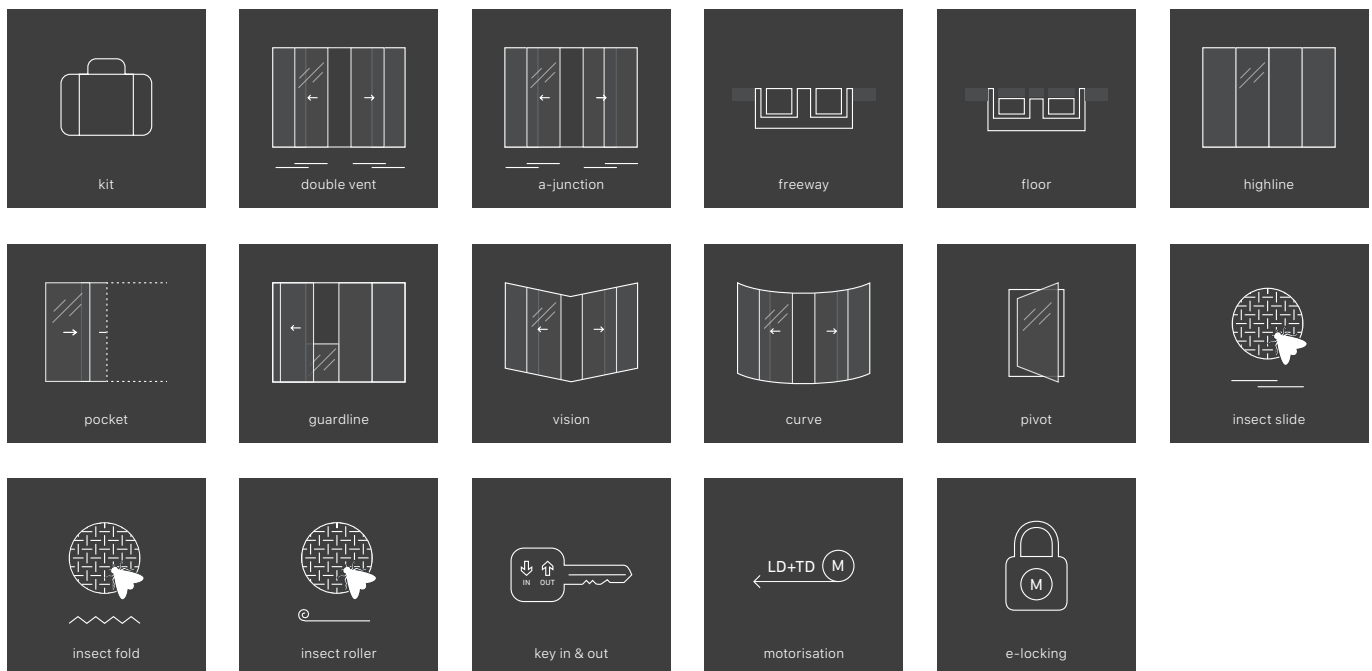 kit
double vent
a-junction
freeway
floor
highline
pocket
guardline
vision
curve
pivot
insect slide
insect fold
insect roller
IN OUT
key in & out
LD+TD M
motorisation
M
e-locking